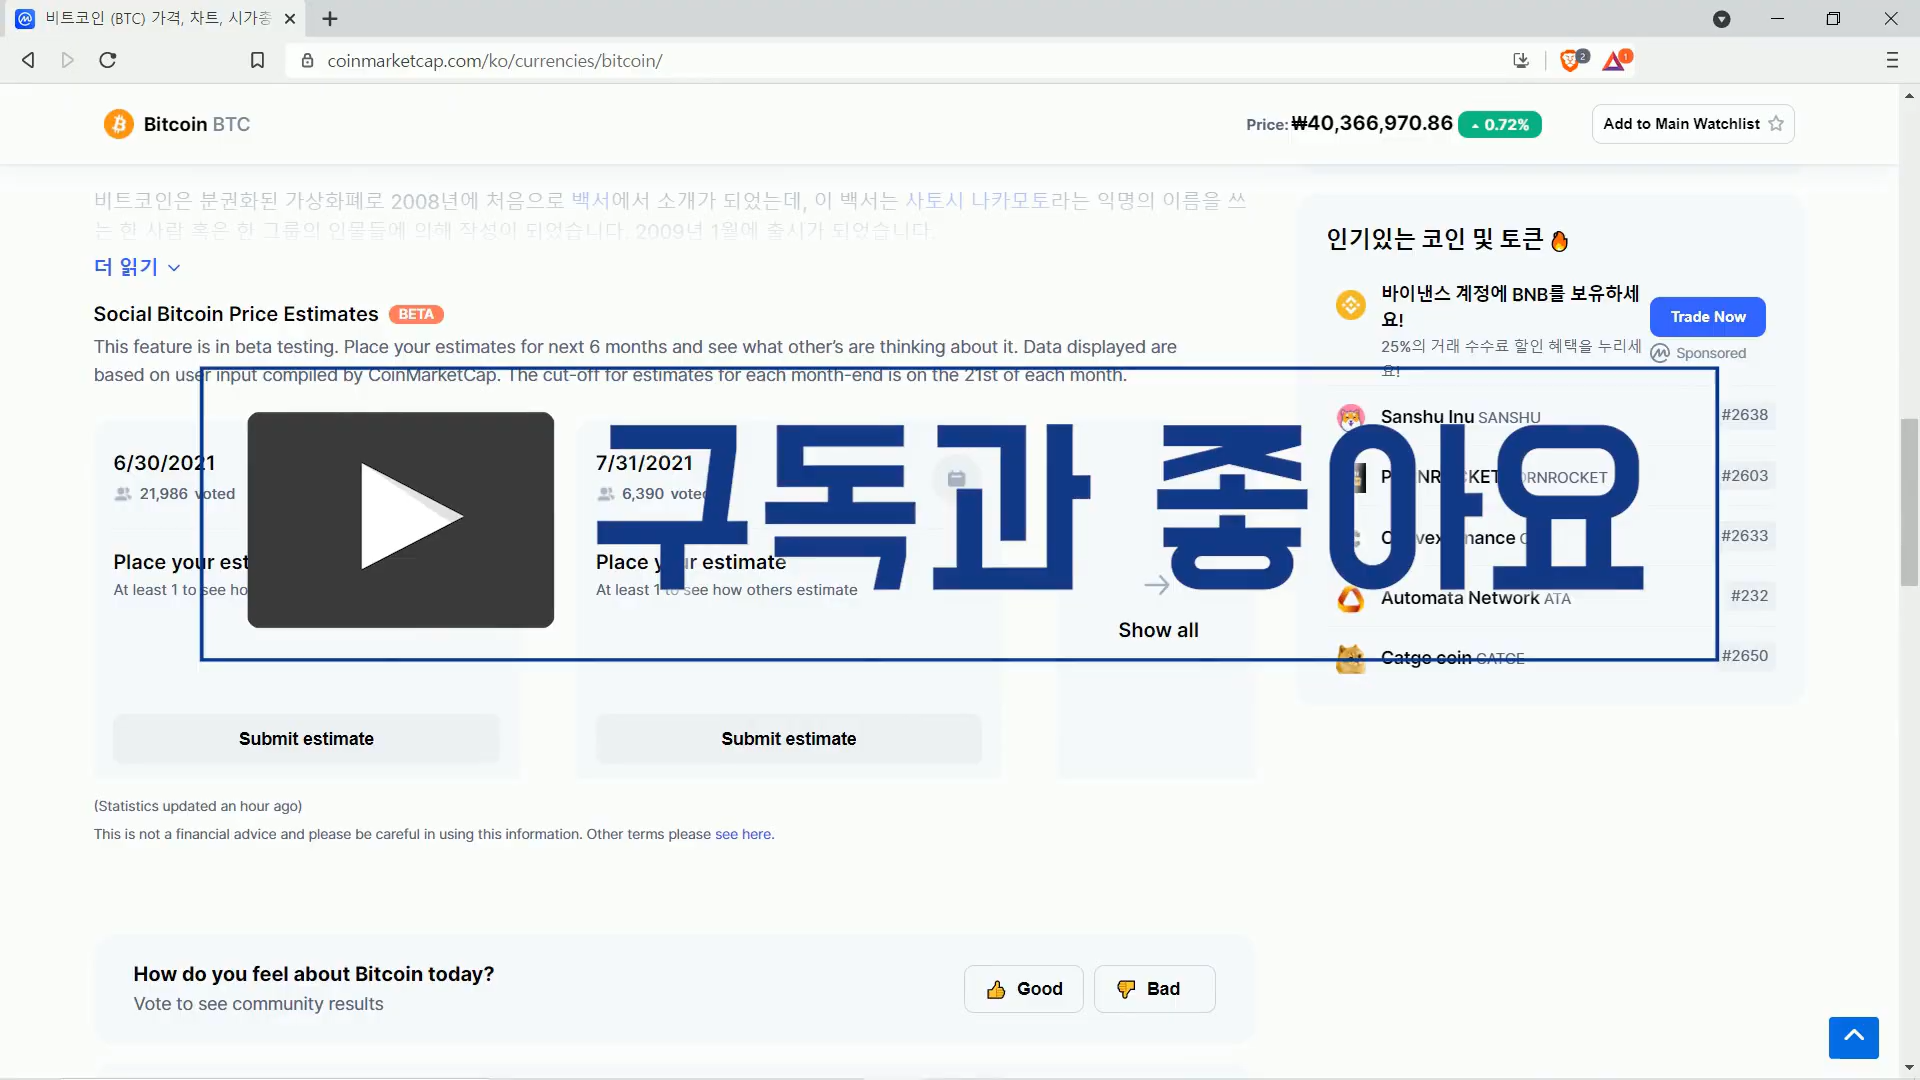 비트코인 (BTC) 가격, 차트, 시가총
coinmarketcap.com/ko/currencies/bitcoin/
2
1
Bitcoin BTC
Price: ₩40,366,970.86 0.72%
Add to Main Watchlist
비트코인은 분권화된 가상화폐로 2008년에 처음으로 백서에서 소개가 되었는데, 이 백서는 사토시 나카모토라는 익명의 이름을 쓰
는 한 사람 혹은 한 그룹의 인물들에 의해 작성이 되었습니다. 2009년 1월에 출시가 되었습니다.
더 읽기
Social Bitcoin Price Estimates BETA
This feature is in beta testing. Place your estimates for next 6 months and see what other's are thinking about it. Data displayed are
based on user input compiled by CoinMarketCap. The cut-off for estimates for each month-end is on the 21st of each month.
6/30/2021
21,986 voted
Place your est
At least 1 to see ho
Submit estimate
7/31/2021
6,390 voted
Place your estimate
At least 1 to see how others estimate
Submit estimate
Show all
구독과 좋아요
인기있는 코인 및 토큰
바이낸스 계정에 BNB를 보유하세
요!
25%의 거래 수수료 할인 혜택을 누리세
요!
Trade Now
Sponsored
Sanshu Inu SANSHU #2638
#2603
#2633
Automata Network ATA #232
Catge coin CATGE #2650
(Statistics updated an hour ago)
This is not a financial advice and please be careful in using this information. Other terms please see here.
How do you feel about Bitcoin today?
Vote to see community results
Good
Bad